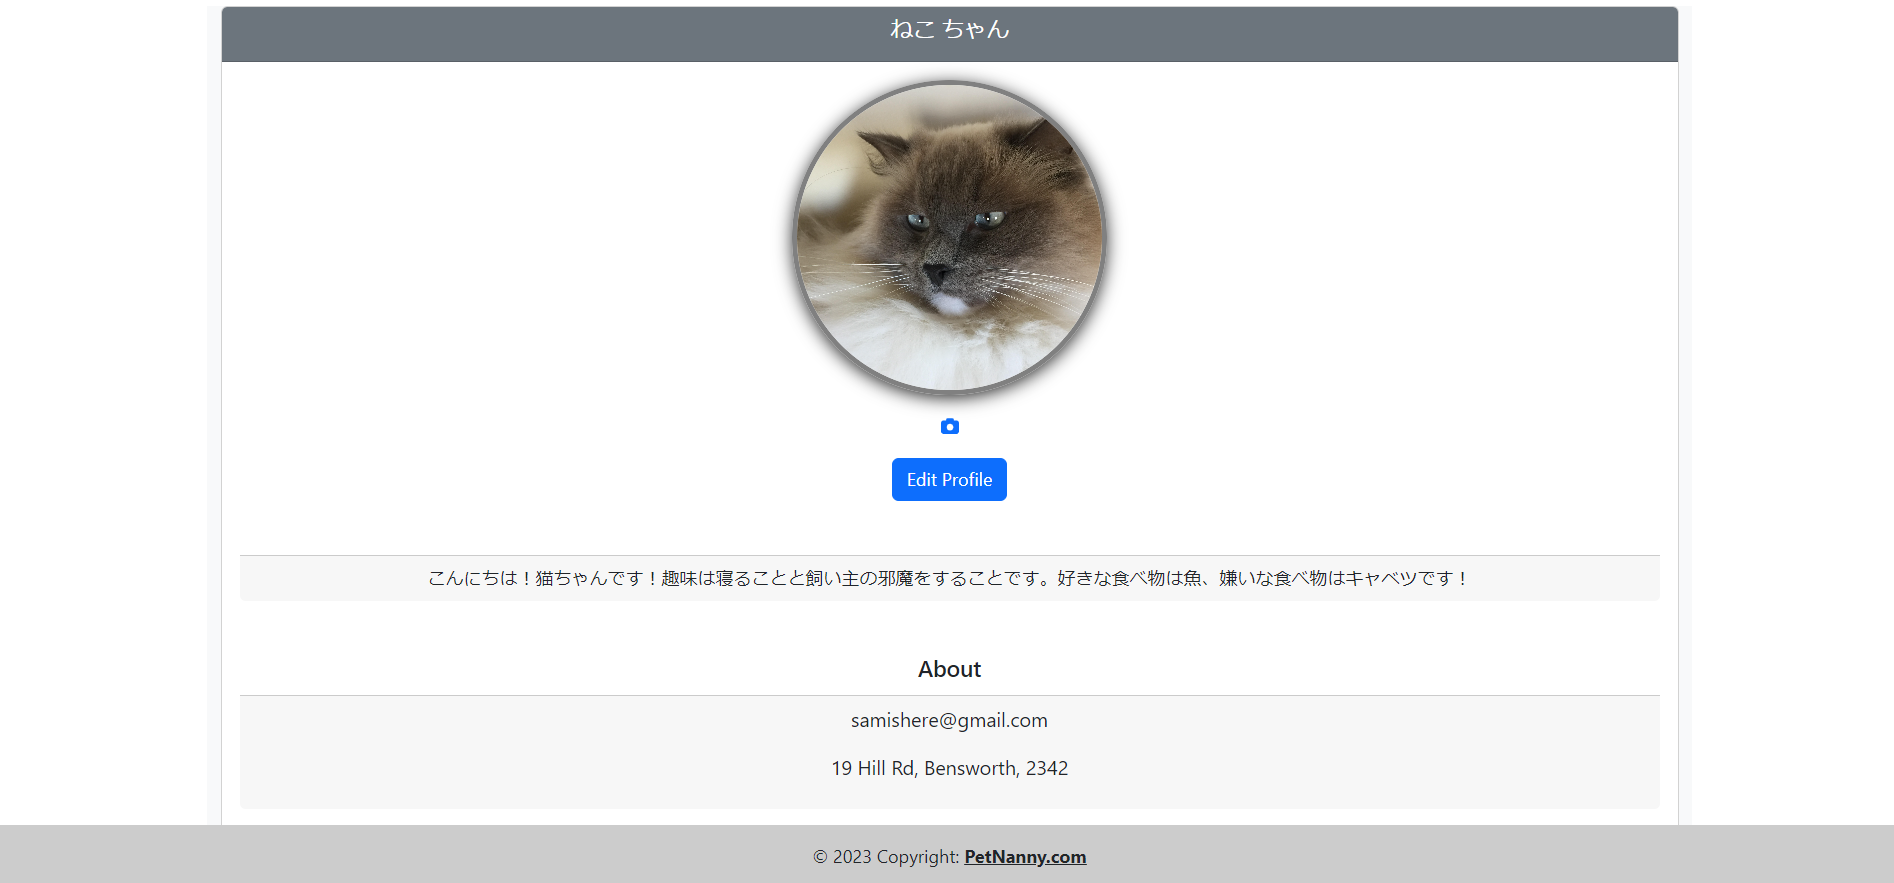 ねこ ちゃん
Edit Profile
こんにちは！猫ちゃんです！趣味は寝ることと飼い主の邪魔をすることです。好きな食べ物は魚、嫌いな食べ物はキャベツです！
About
samishere@gmail.com
19 Hill Rd, Bensworth, 2342
© 2023 Copyright: PetNanny.com